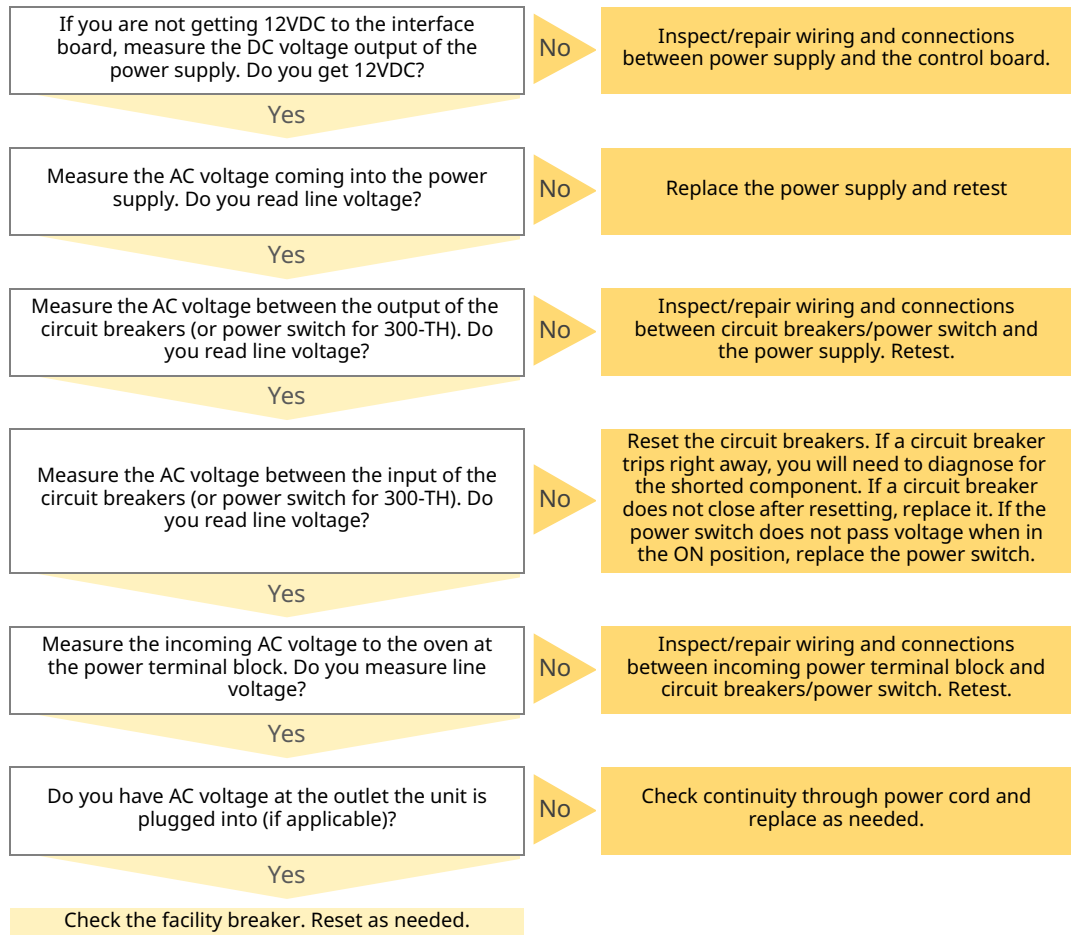 If you are not getting 12VDC to the interface
board, measure the DC voltage output of the
power supply. Do you get 12VDC?
No
Inspect/repair wiring and connections
between power supply and the control board.
Yes
Measure the AC voltage coming into the power
supply. Do you read line voltage?
No
Replace the power supply and retest
Yes
Measure the AC voltage between the output of the
circuit breakers (or power switch for 300-TH). Do
you read line voltage?
No
Inspect/repair wiring and connections
between circuit breakers/power switch and
the power supply. Retest.
Yes
Measure the AC voltage between the input of the
circuit breakers (or power switch for 300-TH). Do
you read line voltage?
No
Reset the circuit breakers. If a circuit breaker
trips right away, you will need to diagnose for
the shorted component. If a circuit breaker
does not close after resetting, replace it. If the
power switch does not pass voltage when in
the ON position, replace the power switch.
Yes
Measure the incoming AC voltage to the oven at
the power terminal block. Do you measure line
voltage?
No
Inspect/repair wiring and connections
between incoming power terminal block and
circuit breakers/power switch. Retest.
Yes
Do you have AC voltage at the outlet the unit is
plugged into (if applicable)?
No
Check continuity through power cord and
replace as needed.
Yes
Check the facility breaker. Reset as needed.